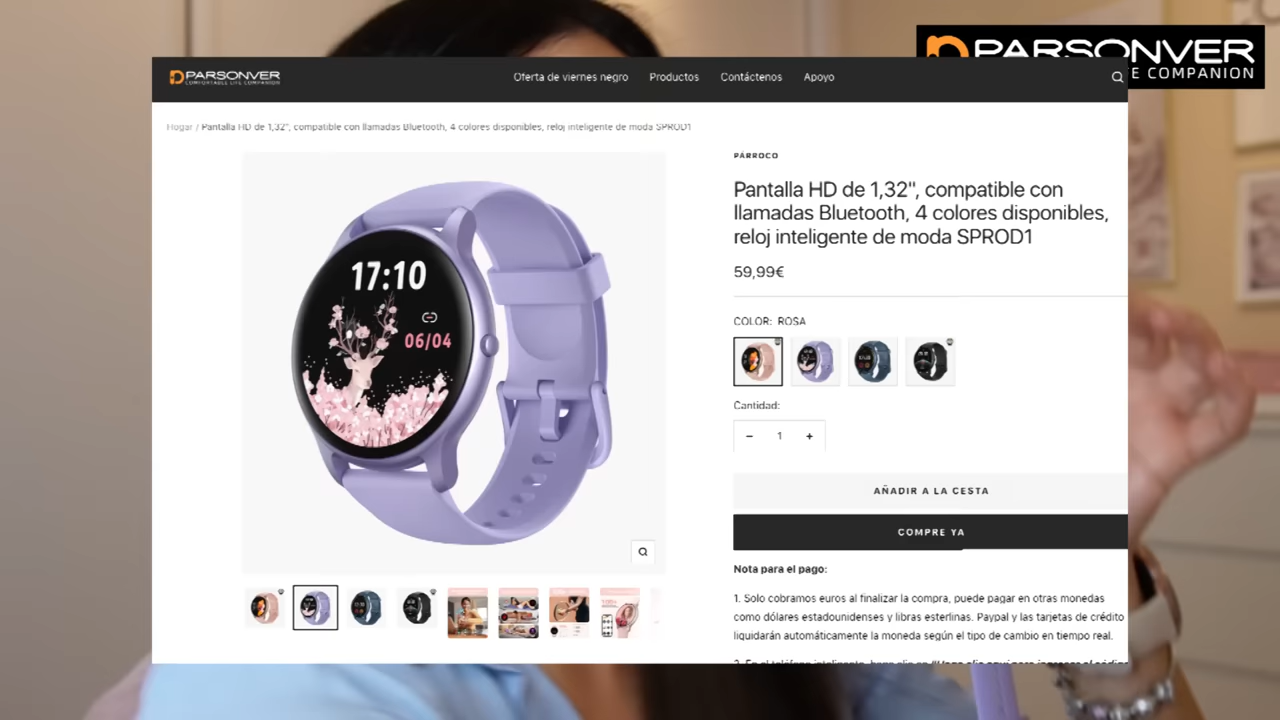 PARSONVER
E COMPANION
PARSONVER
COMFORTABLE LIFE COMPANION
Oferta de viernes negro
Productos
Contáctenos
Apoyo
Hogar / Pantalla HD de 1,32", compatible con llamadas Bluetooth, 4 colores disponibles, reloj inteligente de moda SPROD1
PÁRROCO
Pantalla HD de 1,32", compatible con
llamadas Bluetooth, 4 colores disponibles,
reloj inteligente de moda SPROD1
59,99€
17:10
06/04
COLOR: ROSA
Cantidad:
− 1 +
AÑADIR A LA CESTA
COMPRE YA
Nota para el pago:
1. Solo cobramos euros al finalizar la compra, puede pagar en otras monedas
como dólares estadounidenses y libras esterlinas. Paypal y las tarjetas de crédito
liquidarán automáticamente la moneda según el tipo de cambio en tiempo real.